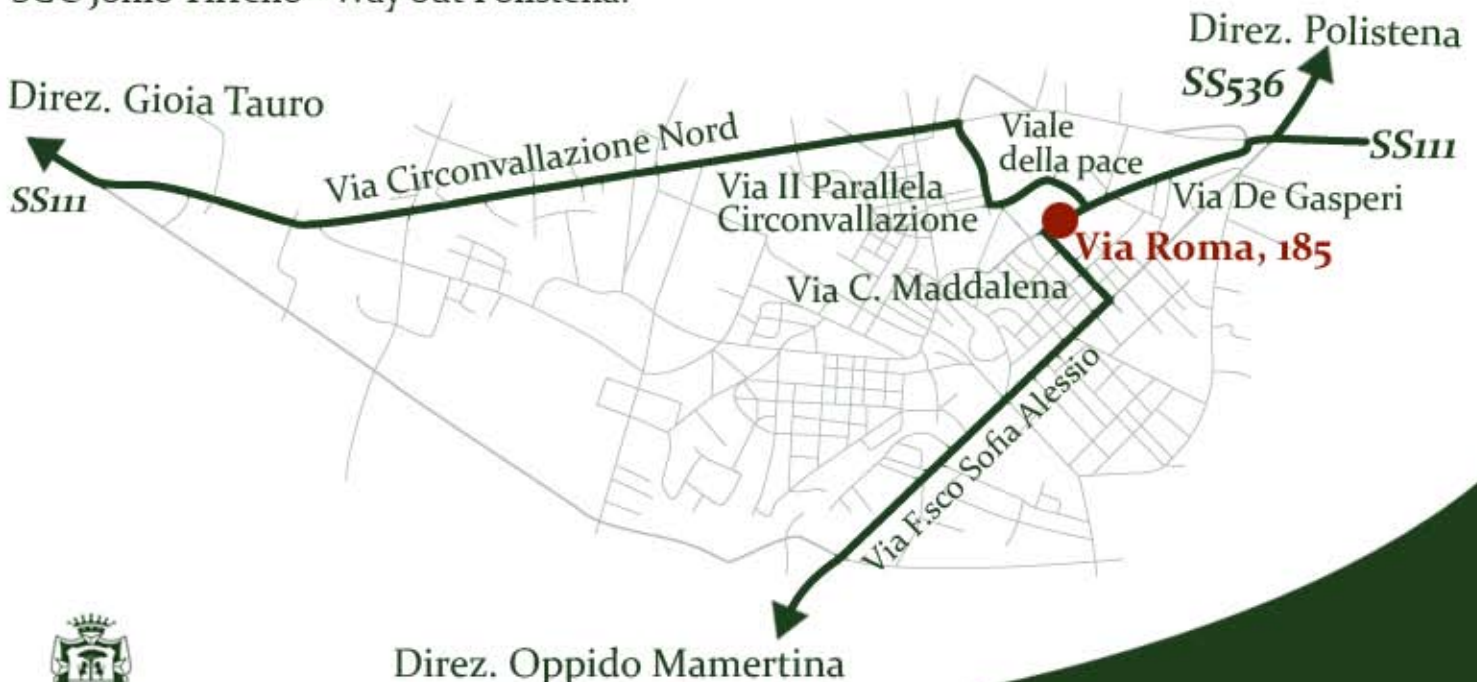 Direz. Polistena
SS536
Direz. Gioia Tauro
SS111
Via Circonvallazione Nord
Viale
della pace
SS111
Via II Parallela
Circonvallazione
Via De Gasperi
Via Roma, 185
Via C. Maddalena
Via F.sco Sofia Alessio
Direz. Oppido Mamertina